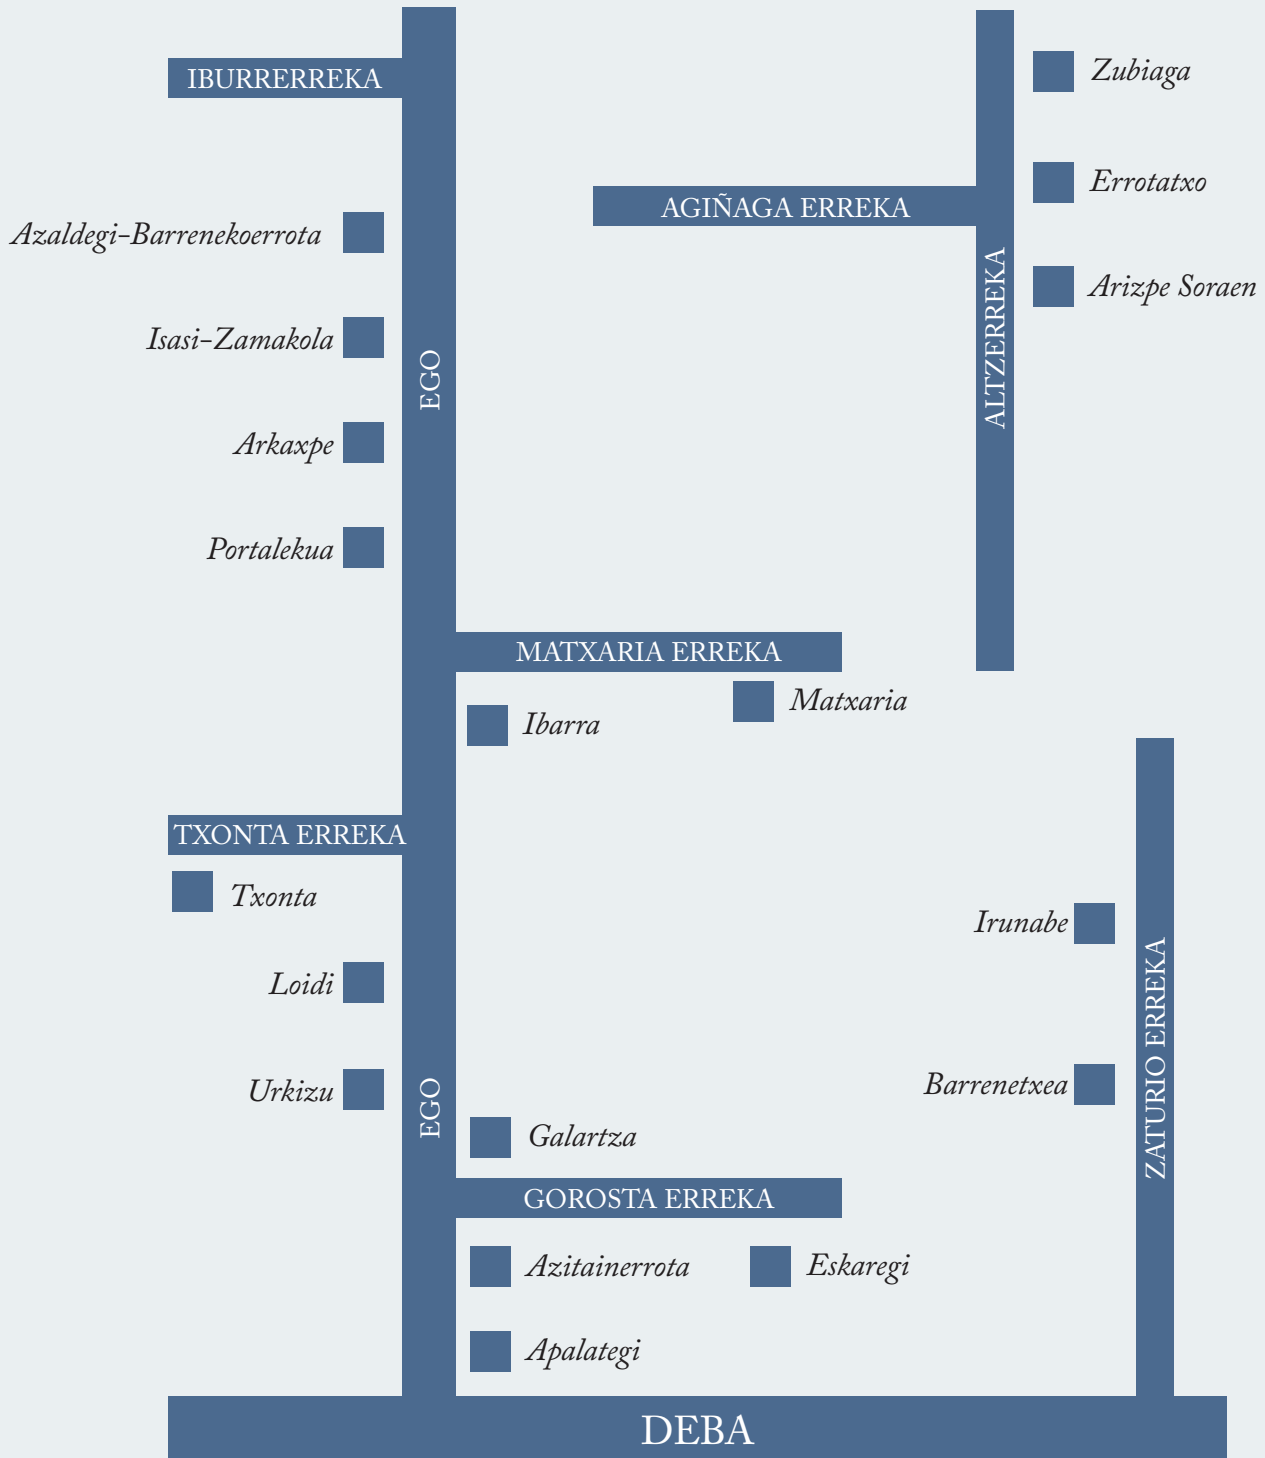 IBURRERREKA
Zubiaga
Errotatxo
AGIÑAGA ERREKA
Azaldegi-Barrenekoerrota
ALTZERREKA
Arizpe Soraen
Isasi-Zamakola
EGO
Arkaxpe
Portalekua
MATXARIA ERREKA
Matxaria
Ibarra
TXONTA ERREKA
Txonta
Irunabe
Loidi
ZATURIO ERREKA
Barrenetxea
Urkizu
EGO
Galartza
GOROSTA ERREKA
Azitainerrota
Eskaregi
Apalategi
DEBA